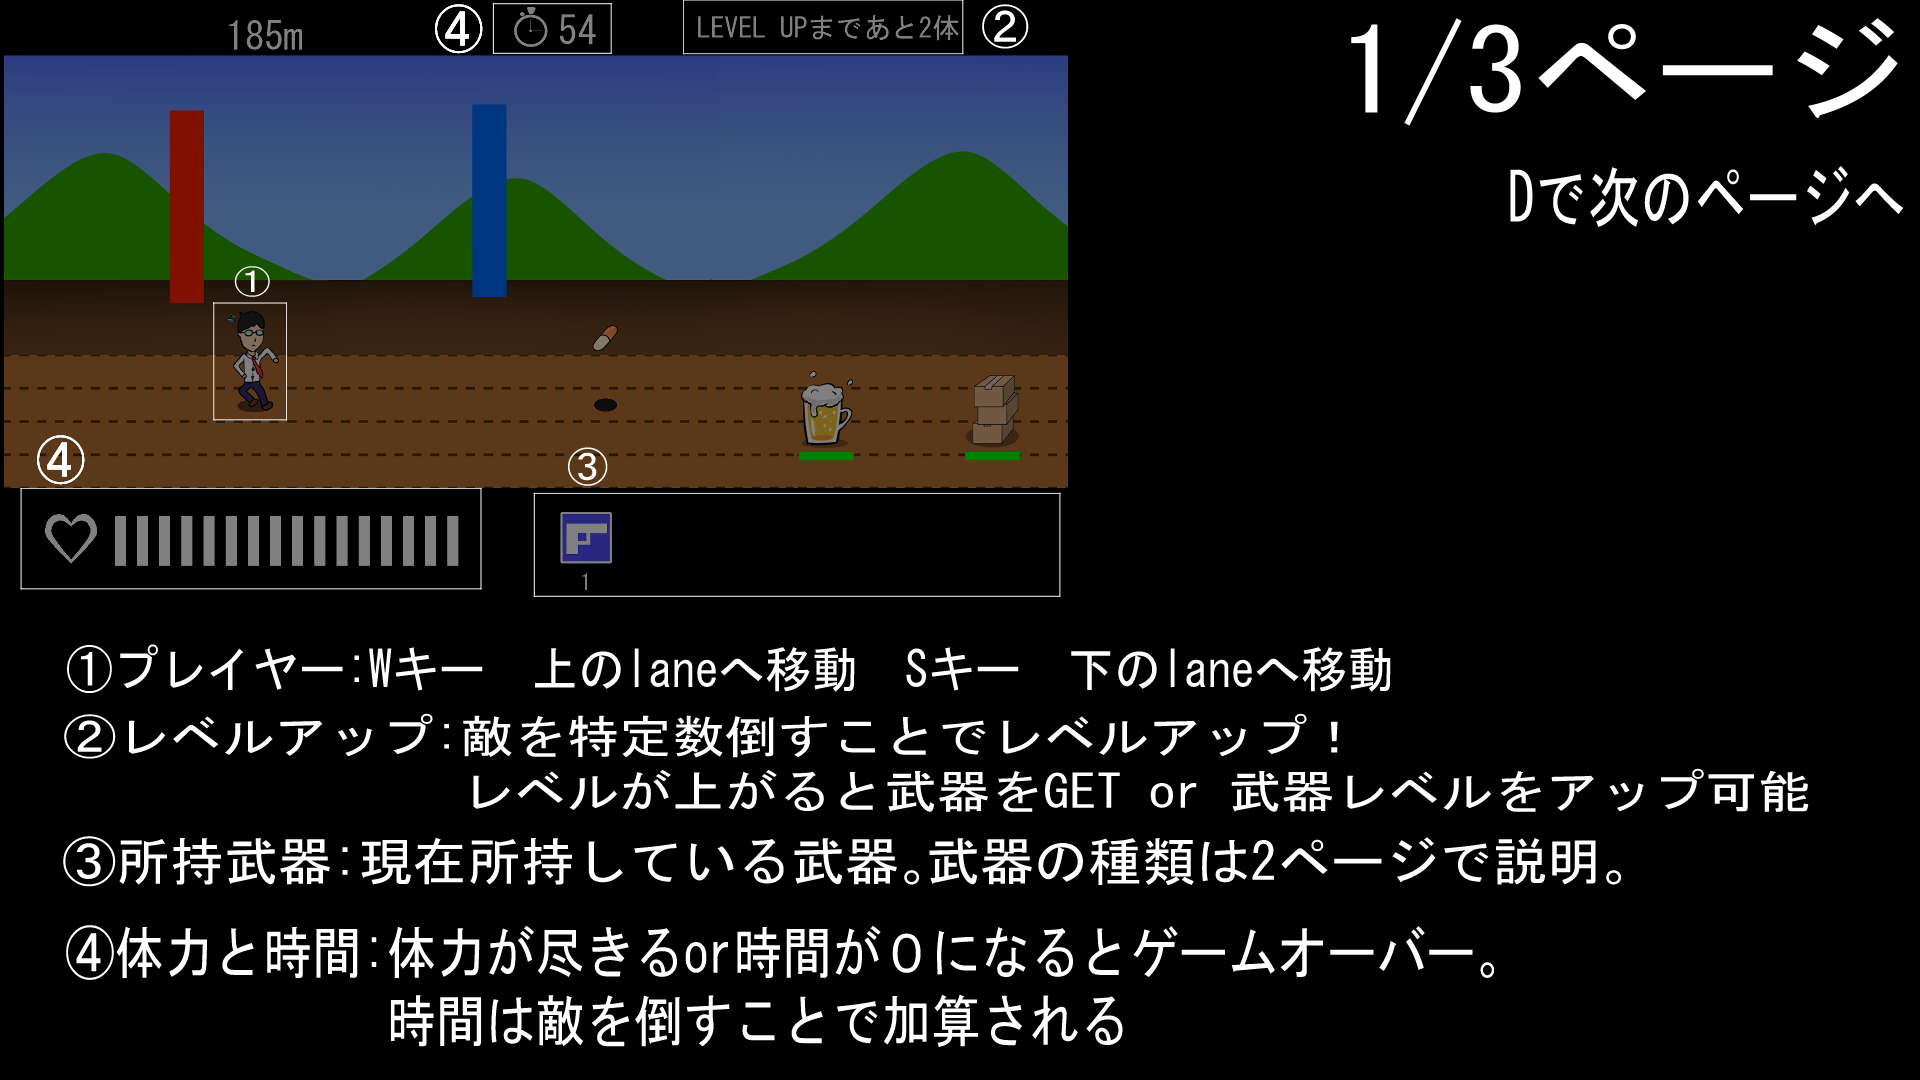 185m
④ 54
LEVEL UPまであと2体 ②
1/3ページ
Dで次のページへ
①
④
③
1
①プレイヤー:Wキー　上のlaneへ移動　Sキー　下のlaneへ移動
②レベルアップ:敵を特定数倒すことでレベルアップ！
レベルが上がると武器をGET or 武器レベルをアップ可能
③所持武器:現在所持している武器。武器の種類は2ページで説明。
④体力と時間:体力が尽きるor時間が０になるとゲームオーバー。
時間は敵を倒すことで加算される